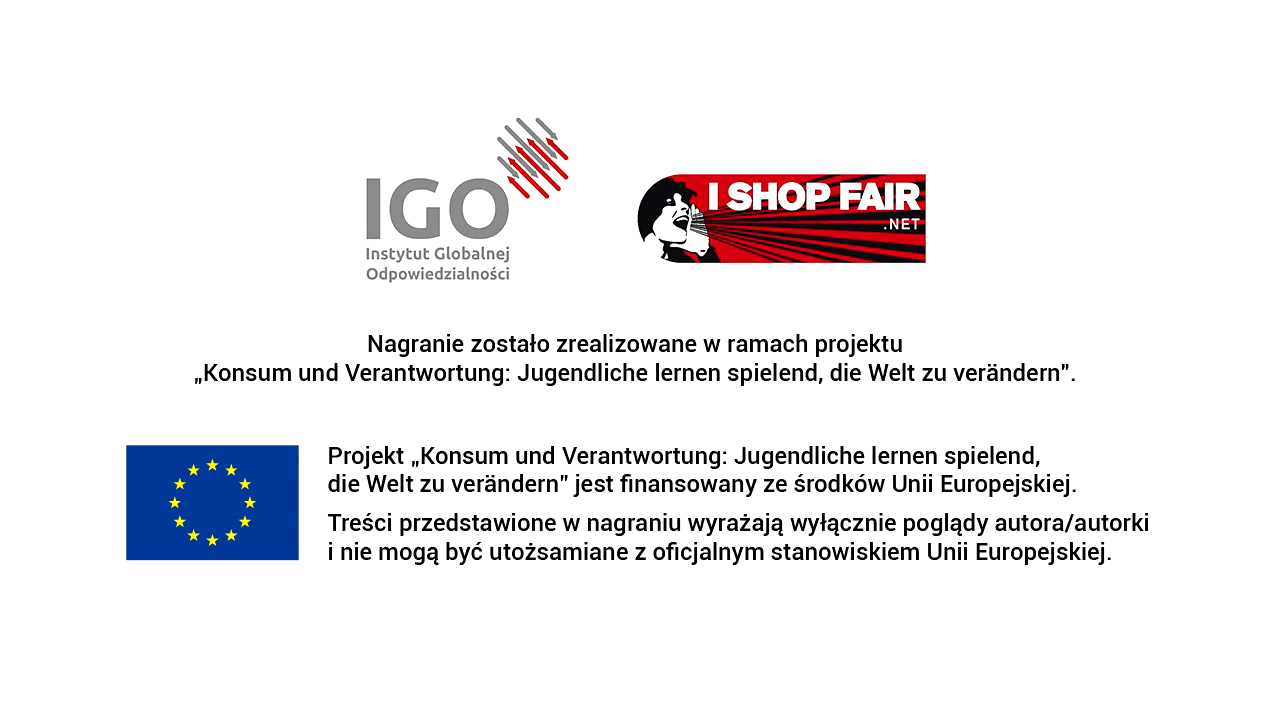 IGO
Instytut Globalnej
Odpowiedzialności
I SHOP FAIR
.NET
Nagranie zostało zrealizowane w ramach projektu
„Konsum und Verantwortung: Jugendliche lernen spielend, die Welt zu verändern".
Projekt „Konsum und Verantwortung: Jugendliche lernen spielend,
die Welt zu verändern" jest finansowany ze środków Unii Europejskiej.
Treści przedstawione w nagraniu wyrażają wyłącznie poglądy autora/autorki
i nie mogą być utożsamiane z oficjalnym stanowiskiem Unii Europejskiej.